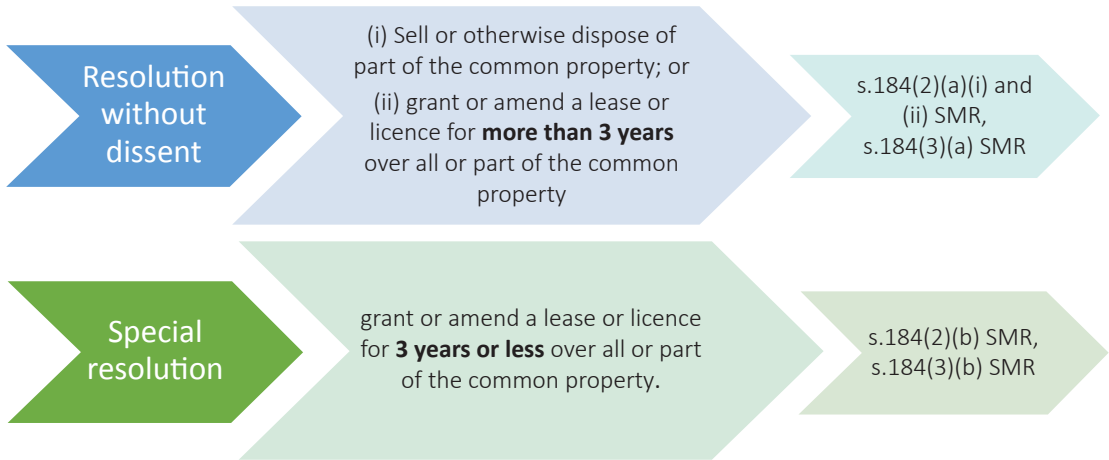 Resolution
without
dissent
(i) Sell or otherwise dispose of
part of the common property; or
(ii) grant or amend a lease or
licence for more than 3 years
over all or part of the common
property
s.184(2)(a)(i) and
(ii) SMR,
s.184(3)(a) SMR
Special
resolution
grant or amend a lease or licence
for 3 years or less over all or part
of the common property.
s.184(2)(b) SMR,
s.184(3)(b) SMR